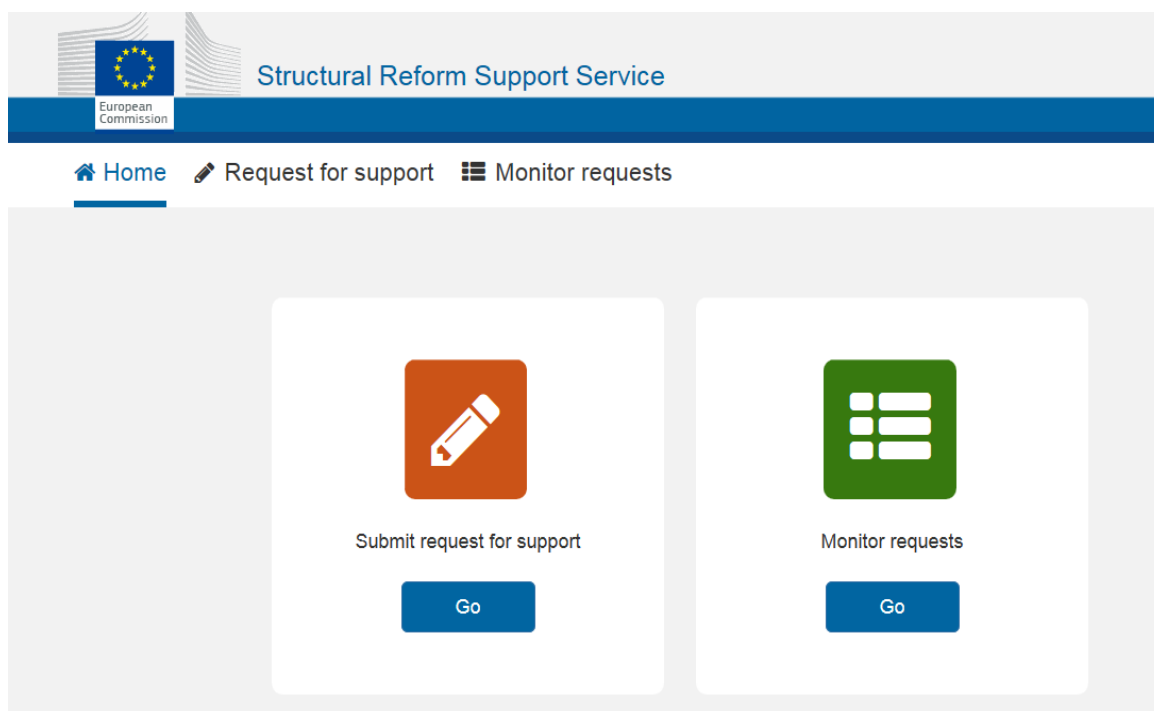 Structural Reform Support Service
European
Commission
Home Request for support Monitor requests
Submit request for support
Monitor requests
Go
Go